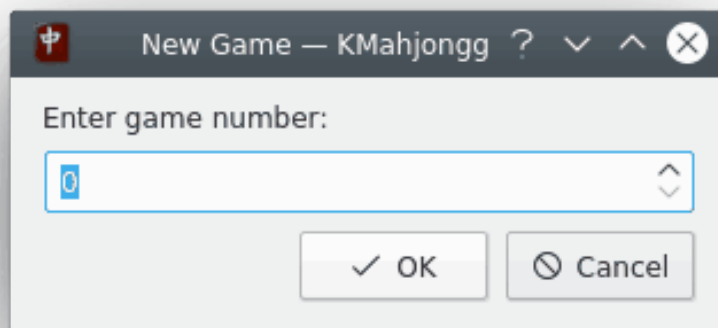 中
New Game — KMahjongg ?
Enter game number:
0
OK
Cancel